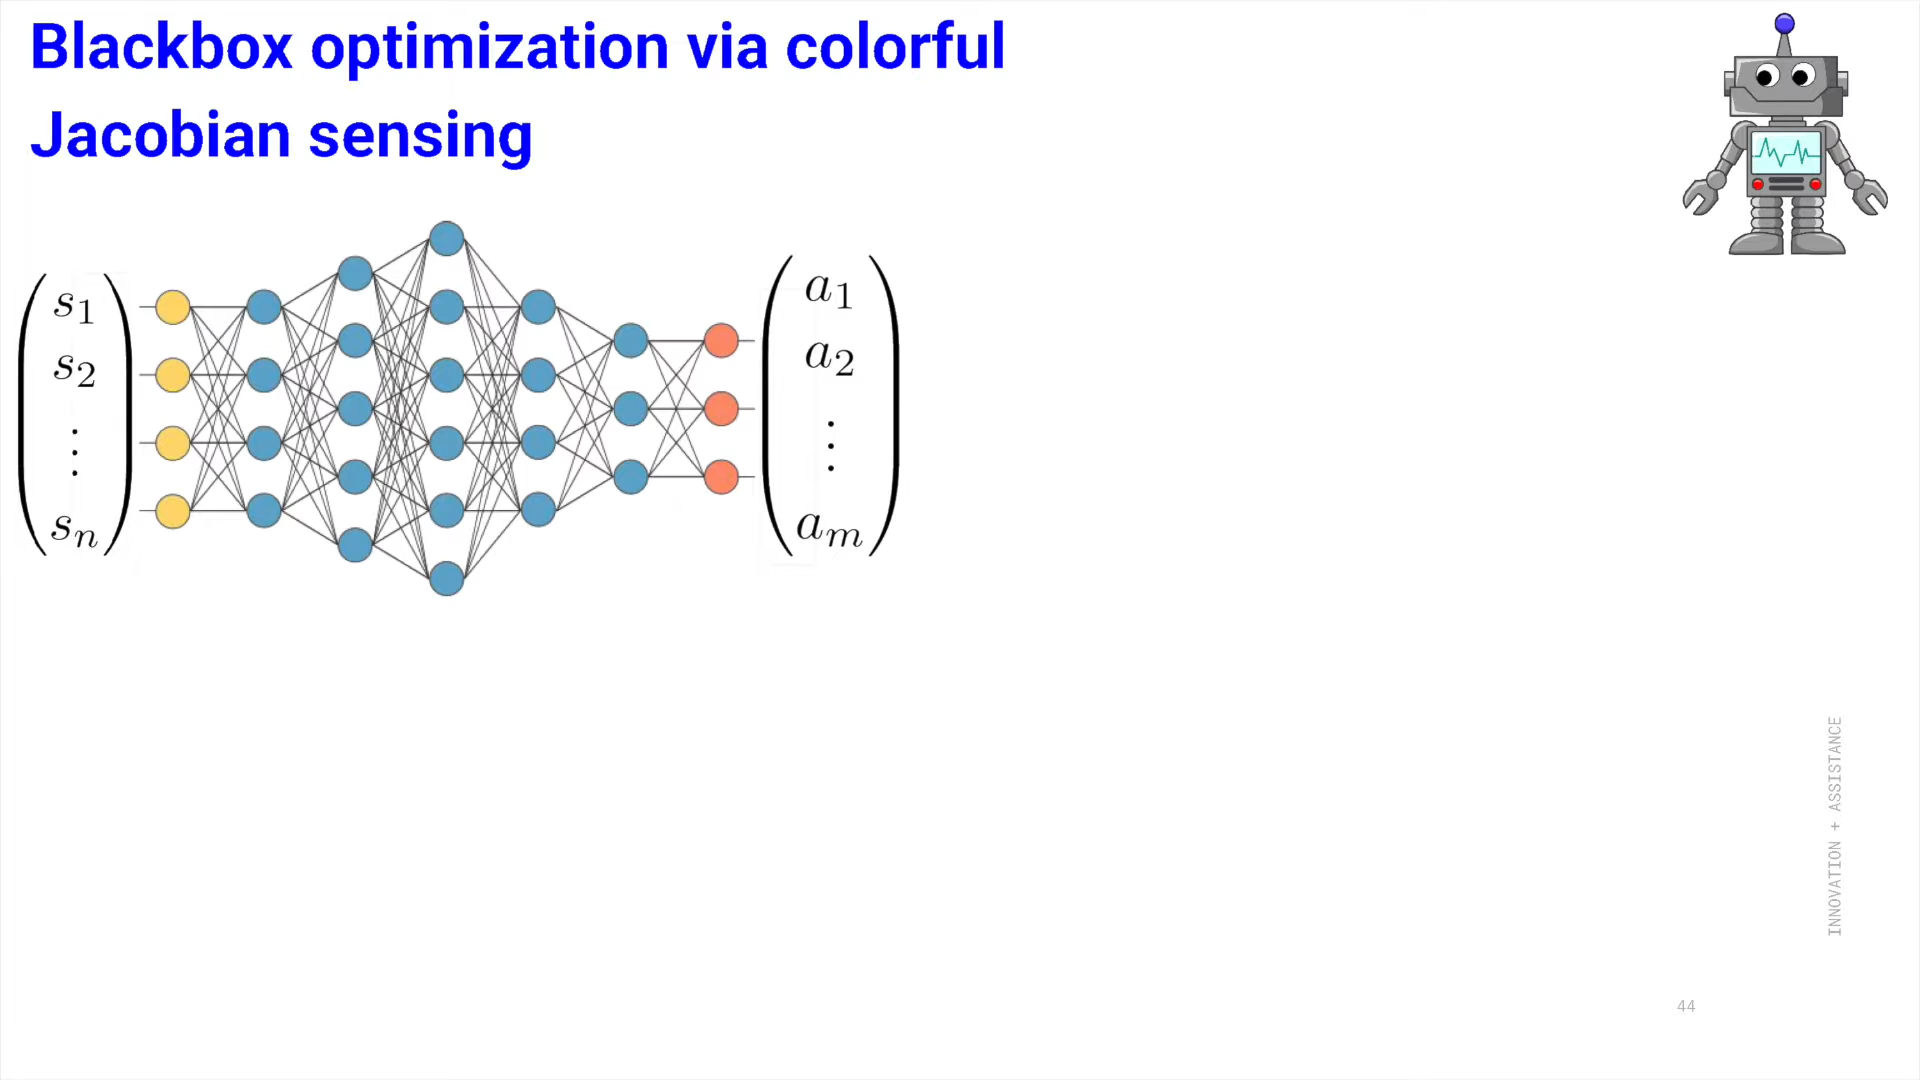 Blackbox optimization via colorful
Jacobian sensing
s₁
s₂
⋮
sₙ
a₁
a₂
⋮
aₘ
INNOVATION + ASSISTANCE
44